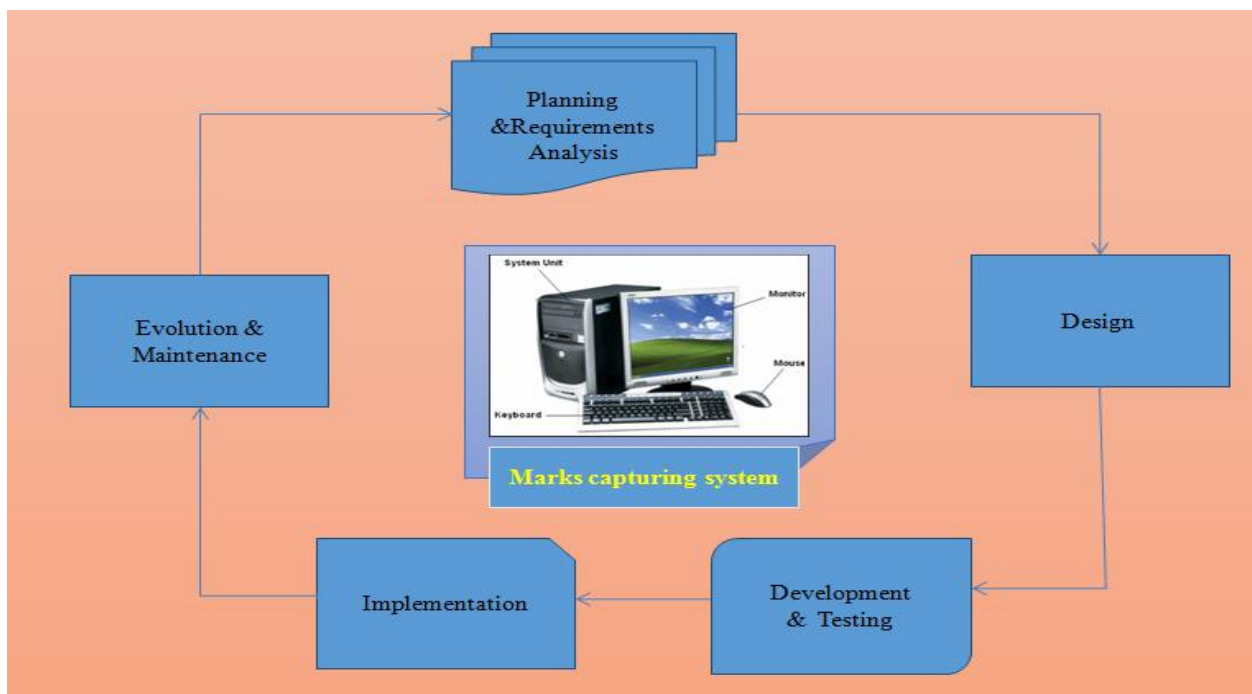 Planning
&Requirements
Analysis
System Unit
Monitor
Evolution &
Maintenance
Design
Mouse
Keyboard
Marks capturing system
Implementation
Development
& Testing